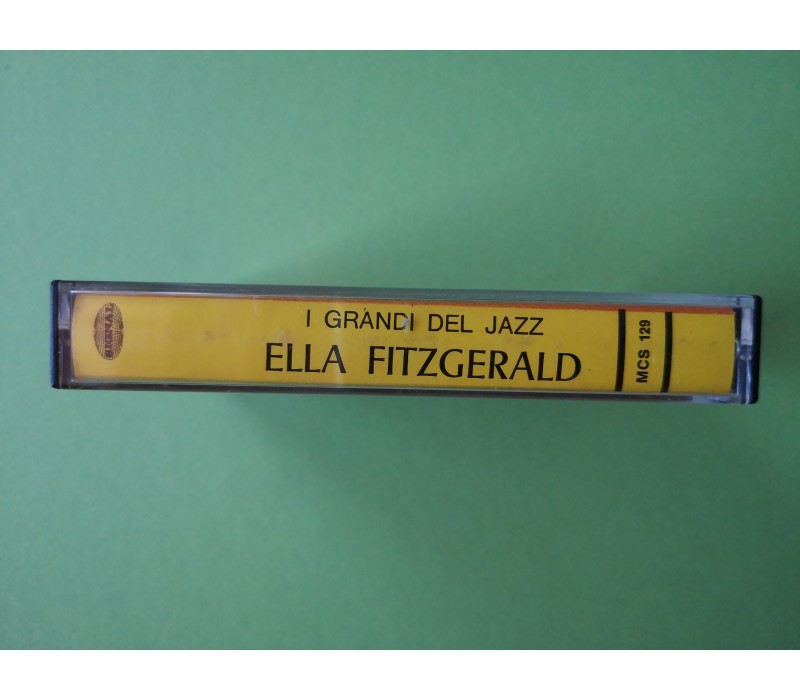 I GRANDI DEL JAZZ
ELLA FITZGERALD
MCS 129